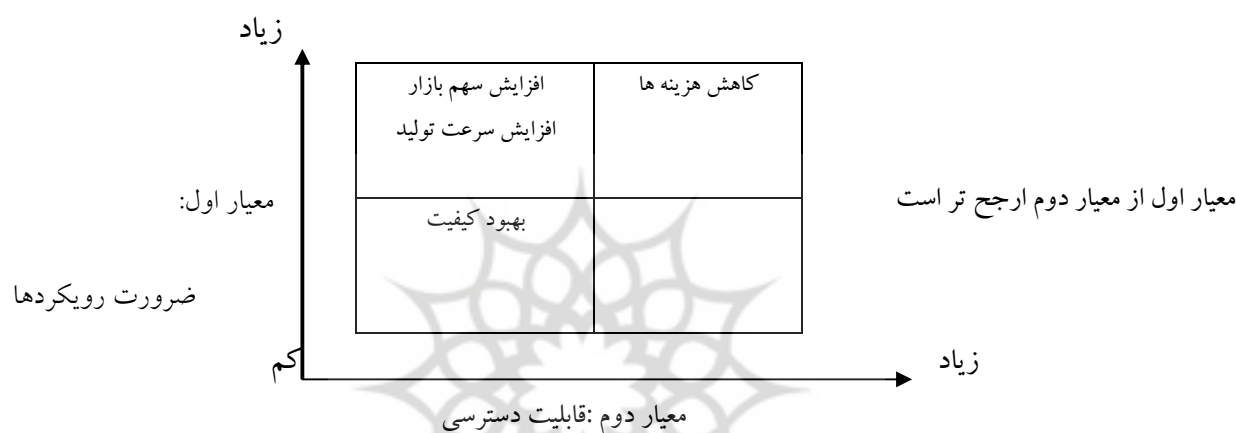 زیاد
کاهش هزینه ها
افزایش سهم بازار
افزایش سرعت تولید
معیار اول از معیار دوم ارجح تر است
معیار اول:
بهبود کیفیت
ضرورت رویکردها
زیاد
کم
معیار دوم :قابلیت دسترسی